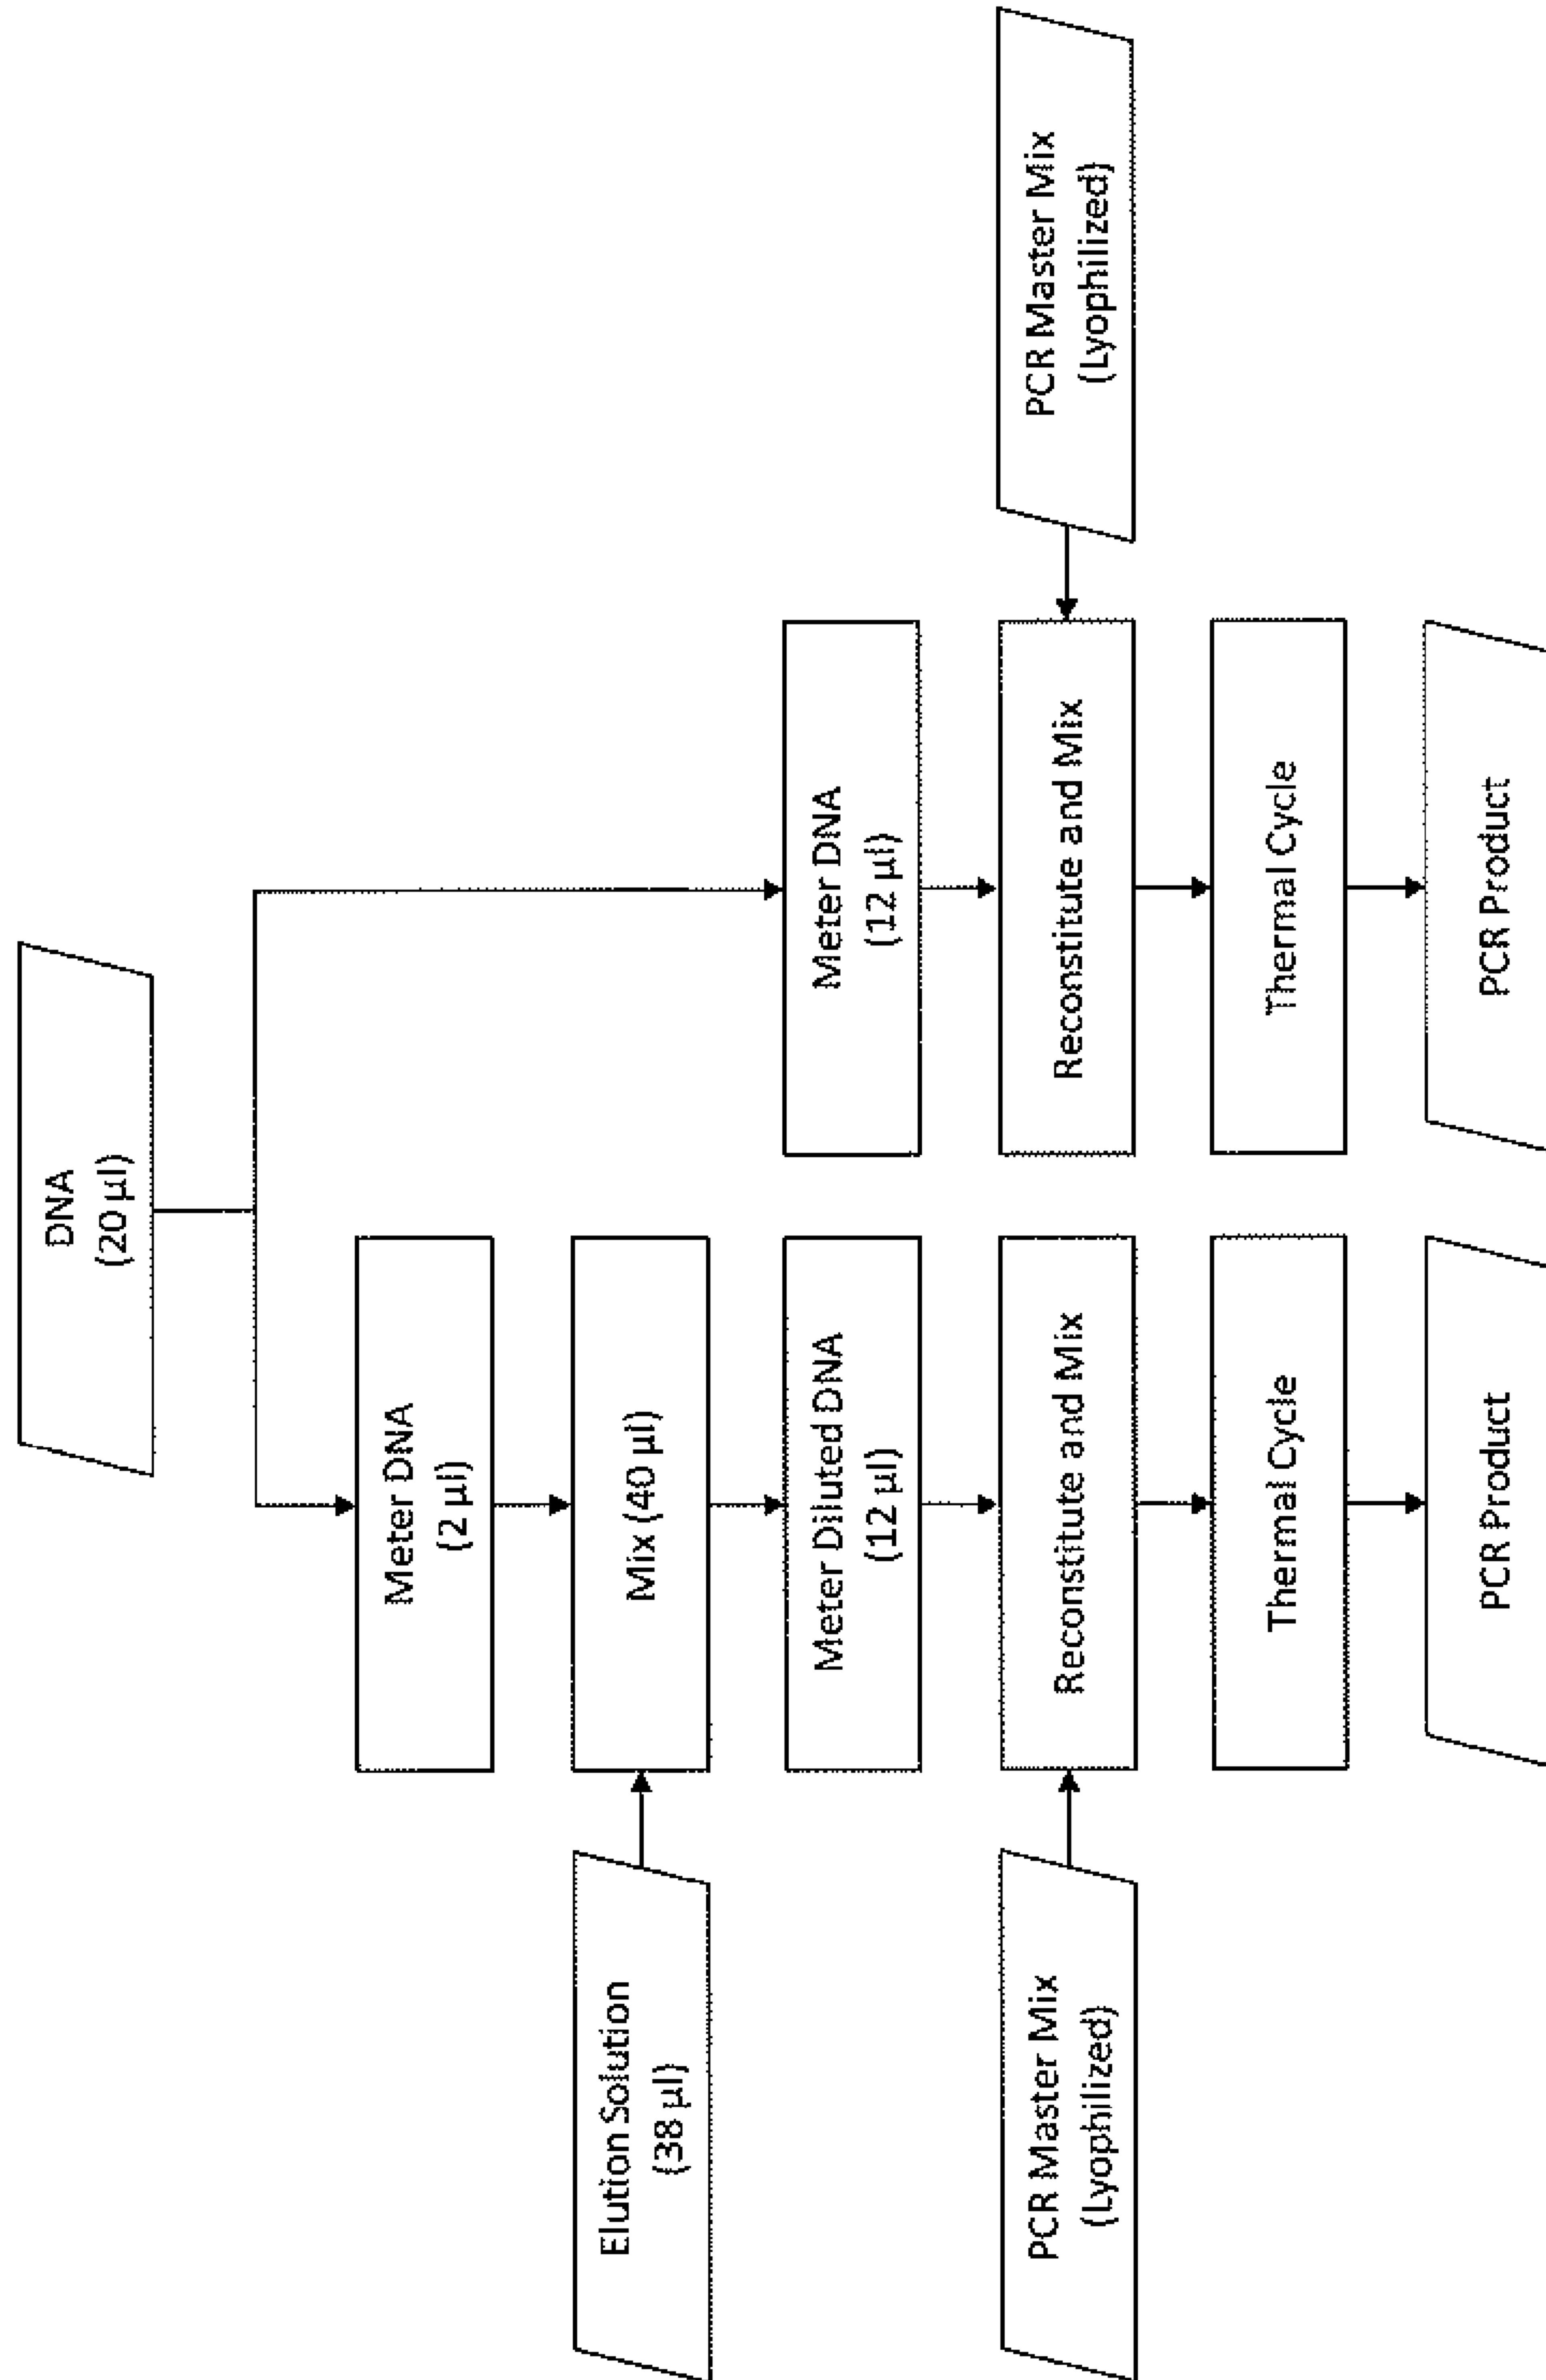 DNA
(20 µl)
Meter DNA
(2 µl)
Elution Solution
(38 µl)
Mix (40 µl)
Meter Diluted DNA
(12 µl)
Meter DNA
(12 µl)
PCR Master Mix
(Lyophilized)
Reconstitute and Mix
Reconstitute and Mix
PCR Master Mix
(Lyophilized)
Thermal Cycle
Thermal Cycle
PCR Product
PCR Product